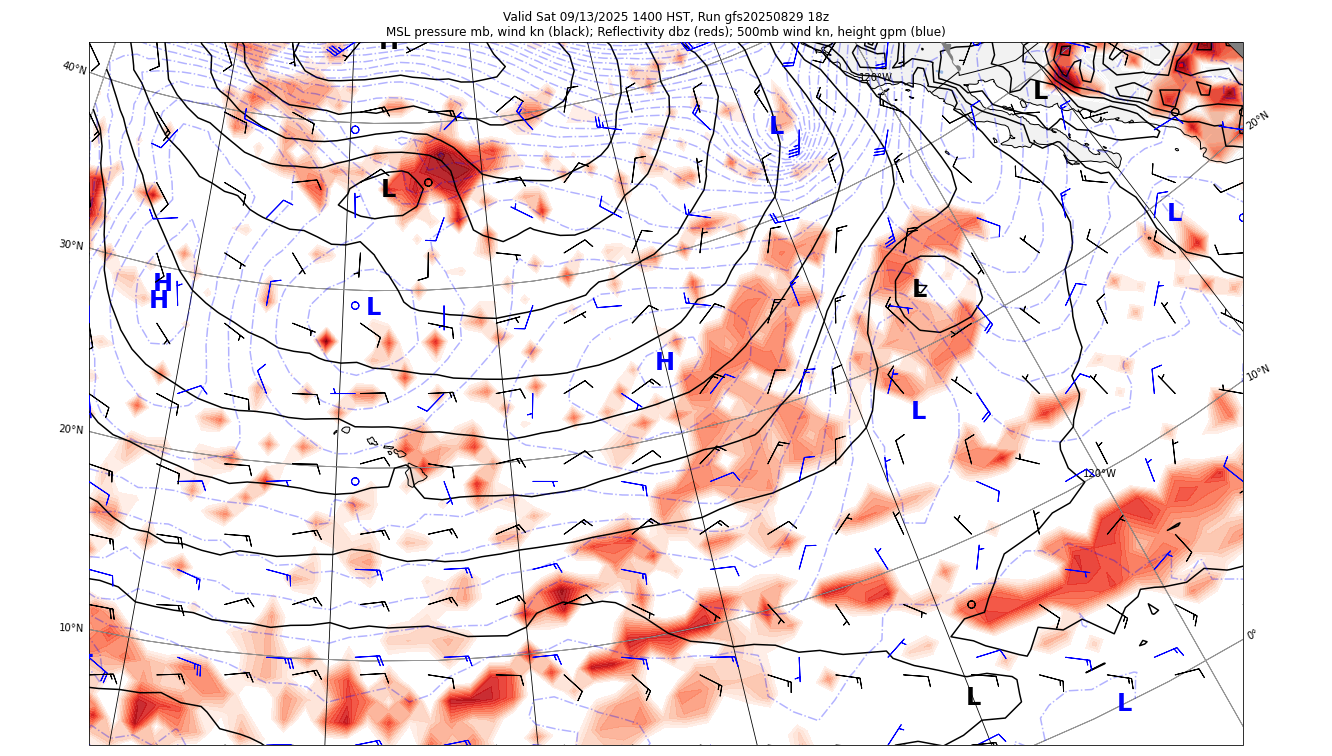 Valid Sat 09/13/2025 1400 HST, Run gfs20250829 18z
MSL pressure mb, wind kn (black); Reflectivity dbz (reds); 500mb wind kn, height gpm (blue)
H
40°N
120°W
L
L
20°N
L
L
30°N
H
H
L
L
H
10°N
L
20°N
120°W
10°N
0°
L
L